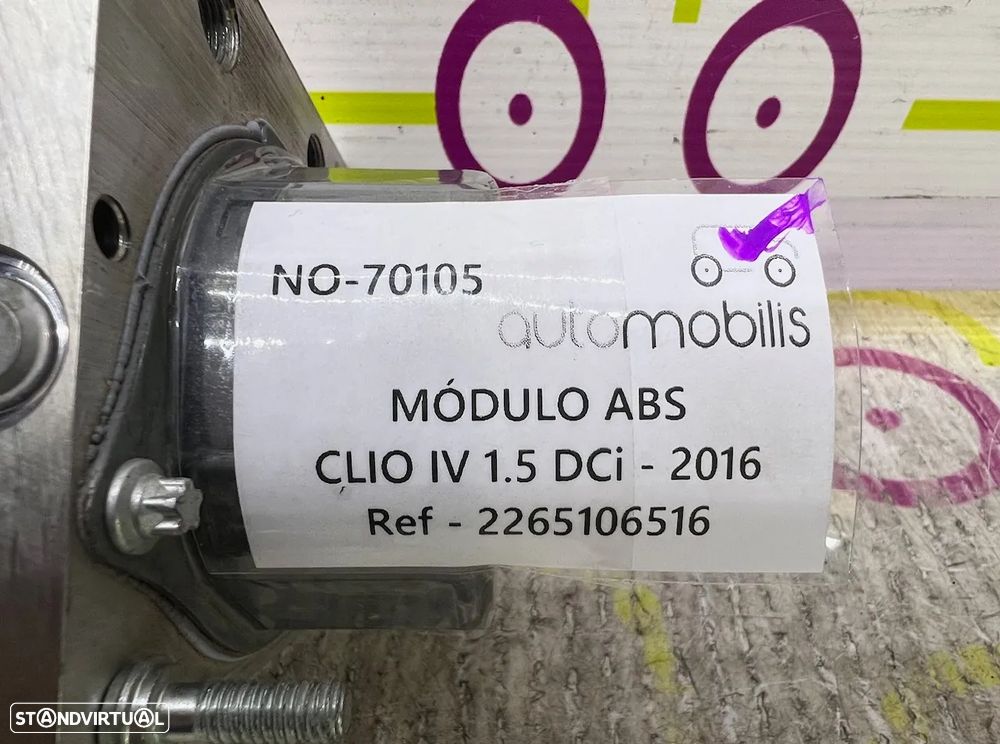 NO-70105
automobilis
MÓDULO ABS
CLIO IV 1.5 DCi - 2016
Ref - 2265106516
STANDVIRTUAL